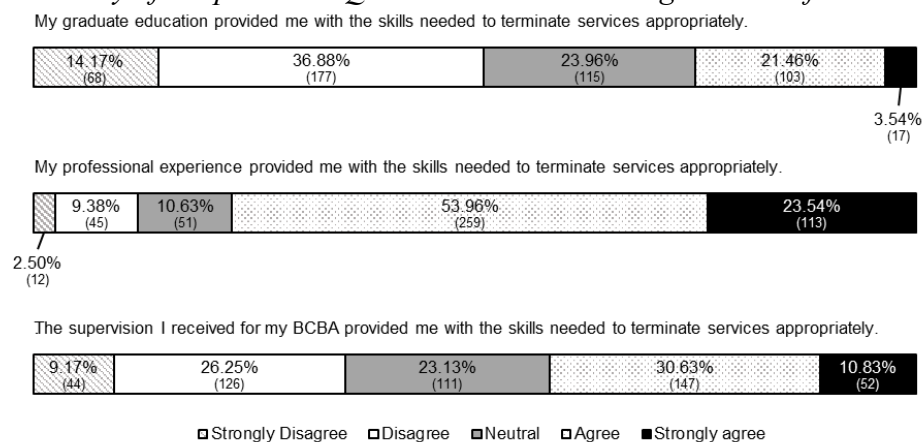 My graduate education provided me with the skills needed to terminate services appropriately.
14.17% 36.88% 23.96% 21.46%
(68) (177) (115) (103)
3.54%
(17)
My professional experience provided me with the skills needed to terminate services appropriately.
9.38% 10.63% 53.96% 23.54%
(45) (51) (259) (113)
2.50%
(12)
The supervision I received for my BCBA provided me with the skills needed to terminate services appropriately.
9.17% 26.25% 23.13% 30.63% 10.83%
(44) (126) (111) (147) (52)
Strongly Disagree Disagree Neutral Agree Strongly agree